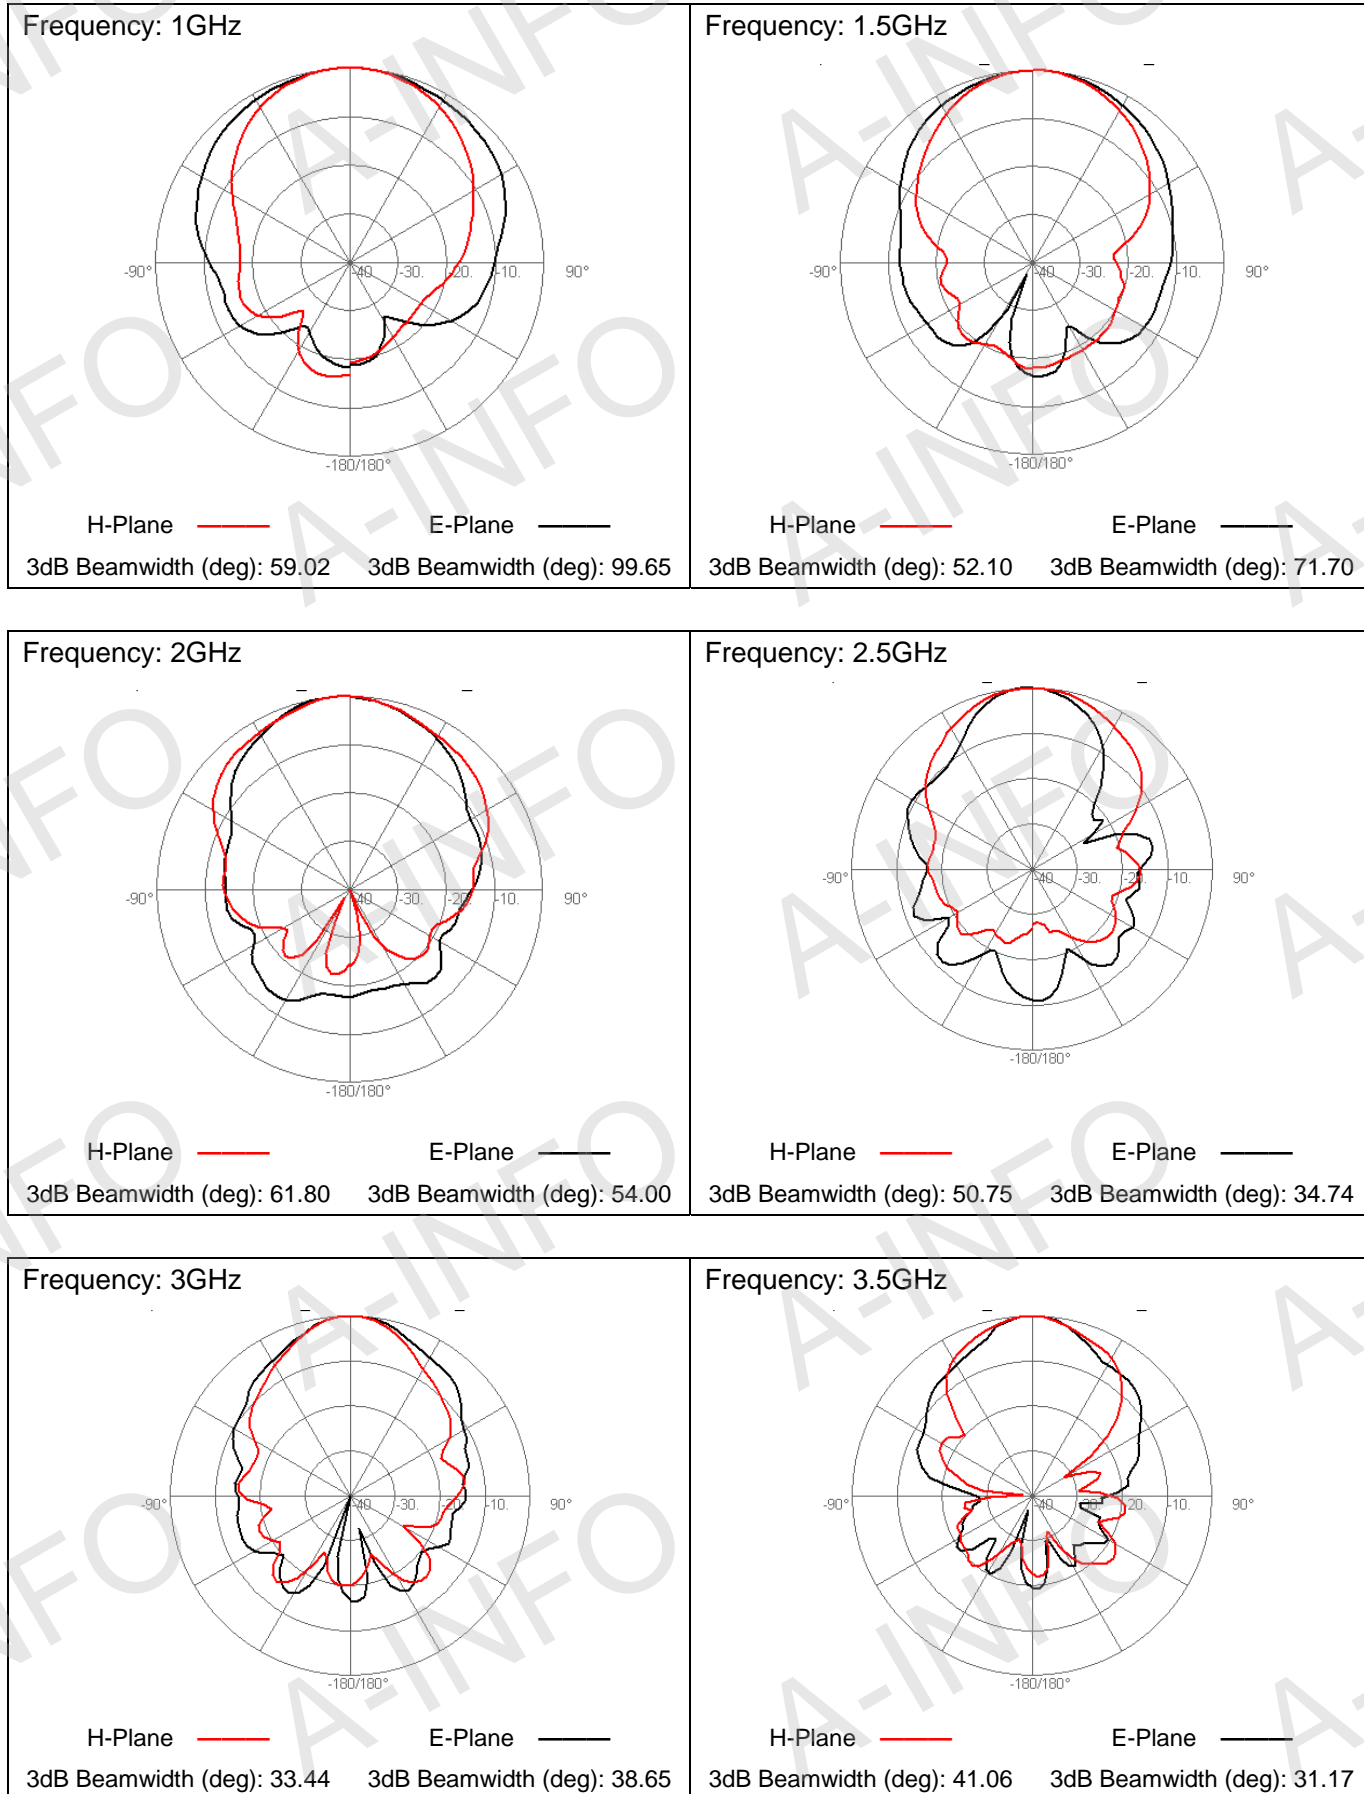 Frequency: 1GHz
-90°
-40
-30.
-20.
-10.
90°
-180/180°
H-Plane
E-Plane
3dB Beamwidth (deg): 59.02
3dB Beamwidth (deg): 99.65
Frequency: 1.5GHz
-90°
-40
-30.
-20.
-10.
90°
-180/180°
H-Plane
E-Plane
3dB Beamwidth (deg): 52.10
3dB Beamwidth (deg): 71.70
Frequency: 2GHz
-90°
-40
-30.
-20.
-10.
90°
-180/180°
H-Plane
E-Plane
3dB Beamwidth (deg): 61.80
3dB Beamwidth (deg): 54.00
Frequency: 2.5GHz
-90°
-40
-30.
-20.
-10.
90°
-180/180°
H-Plane
E-Plane
3dB Beamwidth (deg): 50.75
3dB Beamwidth (deg): 34.74
Frequency: 3GHz
-90°
-40
-30.
-20.
-10.
90°
-180/180°
H-Plane
E-Plane
3dB Beamwidth (deg): 33.44
3dB Beamwidth (deg): 38.65
Frequency: 3.5GHz
-90°
-40
-30.
-20.
-10.
90°
-180/180°
H-Plane
E-Plane
3dB Beamwidth (deg): 41.06
3dB Beamwidth (deg): 31.17
A-INFO